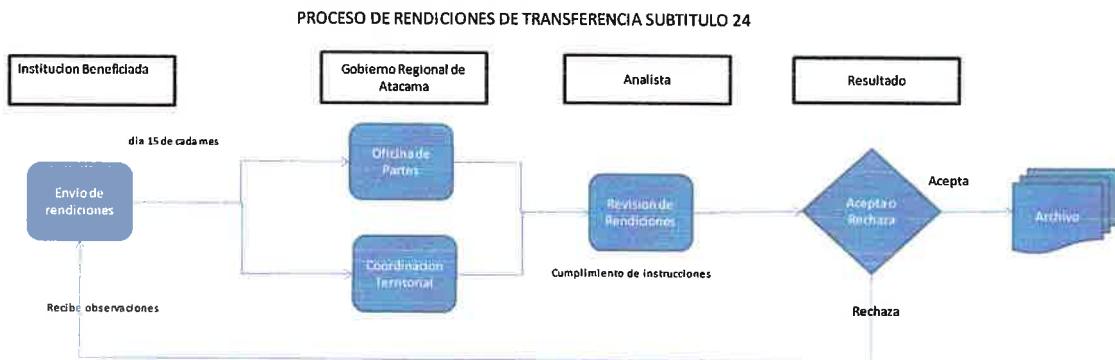 PROCESO DE RENDICIONES DE TRANSFERENCIA SUBTITULO 24
Institucion Beneficiada
Gobierno Regional de
Atacama
Analista
Resultado
dia 15 de cada mes
Envio de
rendiciones
Oficina de
Partes
Coordinacion
Territorial
Revision de
Rendiciones
Cumplimiento de instrucciones
Acepta o
Rechaza
Acepta
Archivo
Rechaza
Recibe observaciones